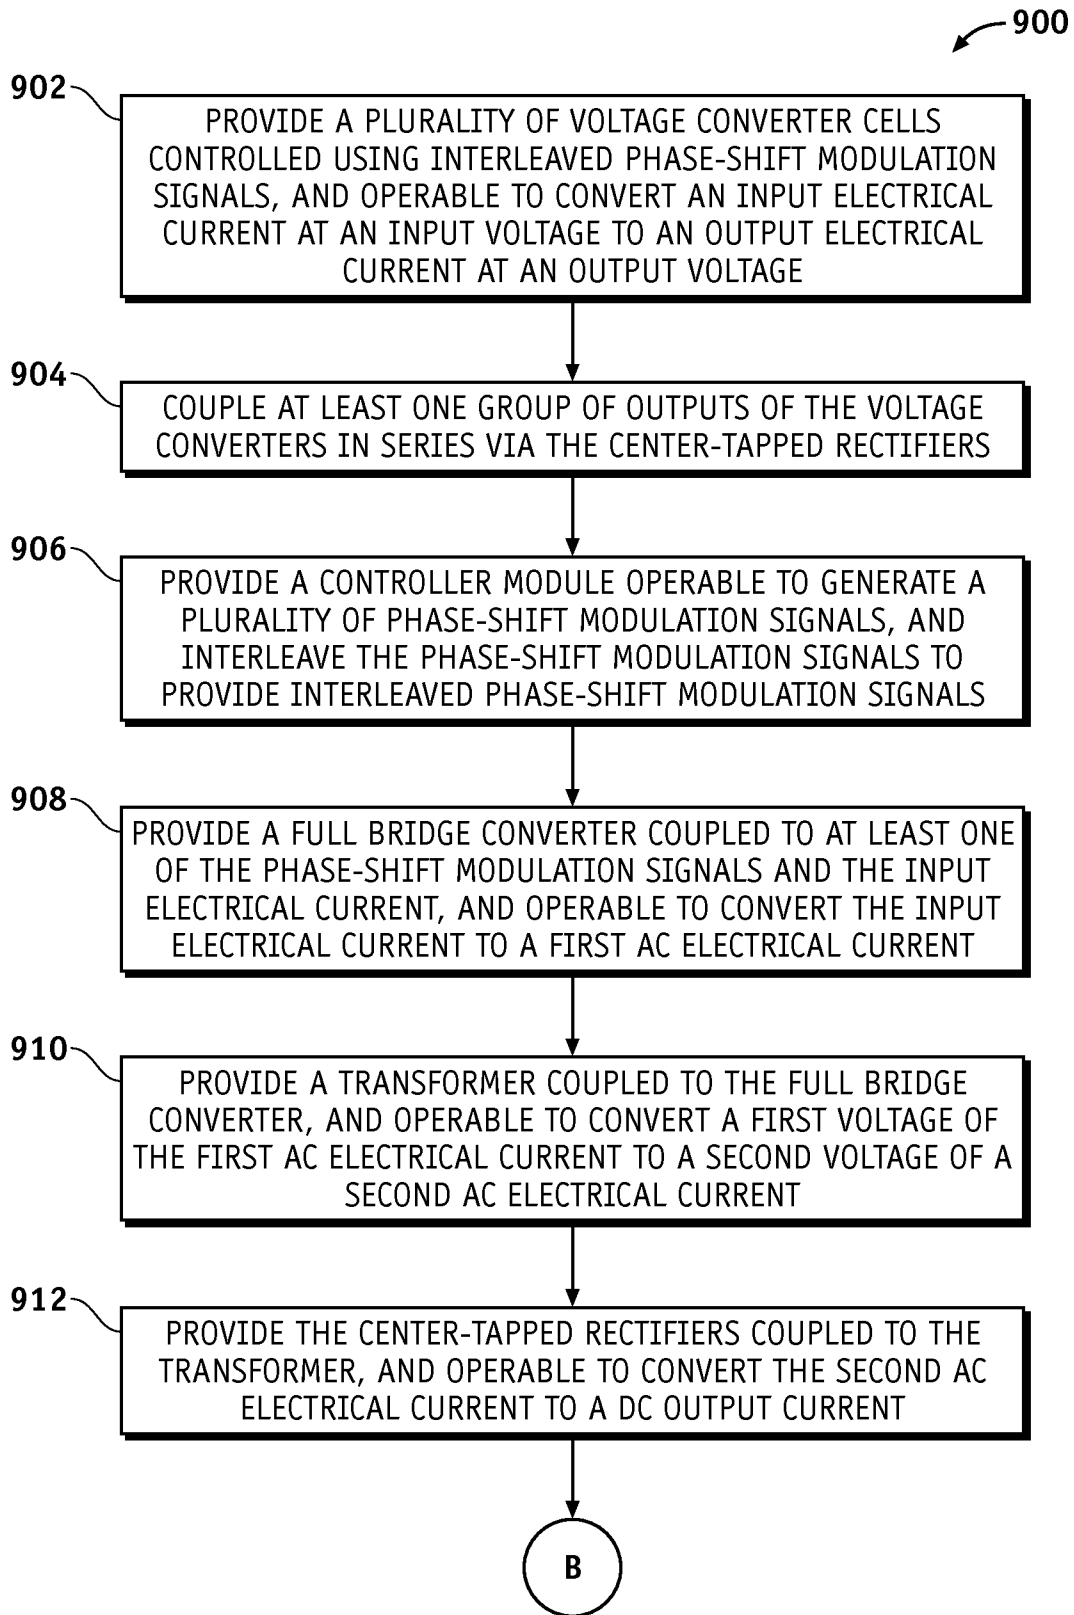 900
902
PROVIDE A PLURALITY OF VOLTAGE CONVERTER CELLS
CONTROLLED USING INTERLEAVED PHASE-SHIFT MODULATION
SIGNALS, AND OPERABLE TO CONVERT AN INPUT ELECTRICAL
CURRENT AT AN INPUT VOLTAGE TO AN OUTPUT ELECTRICAL
CURRENT AT AN OUTPUT VOLTAGE
904
COUPLE AT LEAST ONE GROUP OF OUTPUTS OF THE VOLTAGE
CONVERTERS IN SERIES VIA THE CENTER-TAPPED RECTIFIERS
906
PROVIDE A CONTROLLER MODULE OPERABLE TO GENERATE A
PLURALITY OF PHASE-SHIFT MODULATION SIGNALS, AND
INTERLEAVE THE PHASE-SHIFT MODULATION SIGNALS TO
PROVIDE INTERLEAVED PHASE-SHIFT MODULATION SIGNALS
908
PROVIDE A FULL BRIDGE CONVERTER COUPLED TO AT LEAST ONE
OF THE PHASE-SHIFT MODULATION SIGNALS AND THE INPUT
ELECTRICAL CURRENT, AND OPERABLE TO CONVERT THE INPUT
ELECTRICAL CURRENT TO A FIRST AC ELECTRICAL CURRENT
910
PROVIDE A TRANSFORMER COUPLED TO THE FULL BRIDGE
CONVERTER, AND OPERABLE TO CONVERT A FIRST VOLTAGE OF
THE FIRST AC ELECTRICAL CURRENT TO A SECOND VOLTAGE OF A
SECOND AC ELECTRICAL CURRENT
912
PROVIDE THE CENTER-TAPPED RECTIFIERS COUPLED TO THE
TRANSFORMER, AND OPERABLE TO CONVERT THE SECOND AC
ELECTRICAL CURRENT TO A DC OUTPUT CURRENT
B